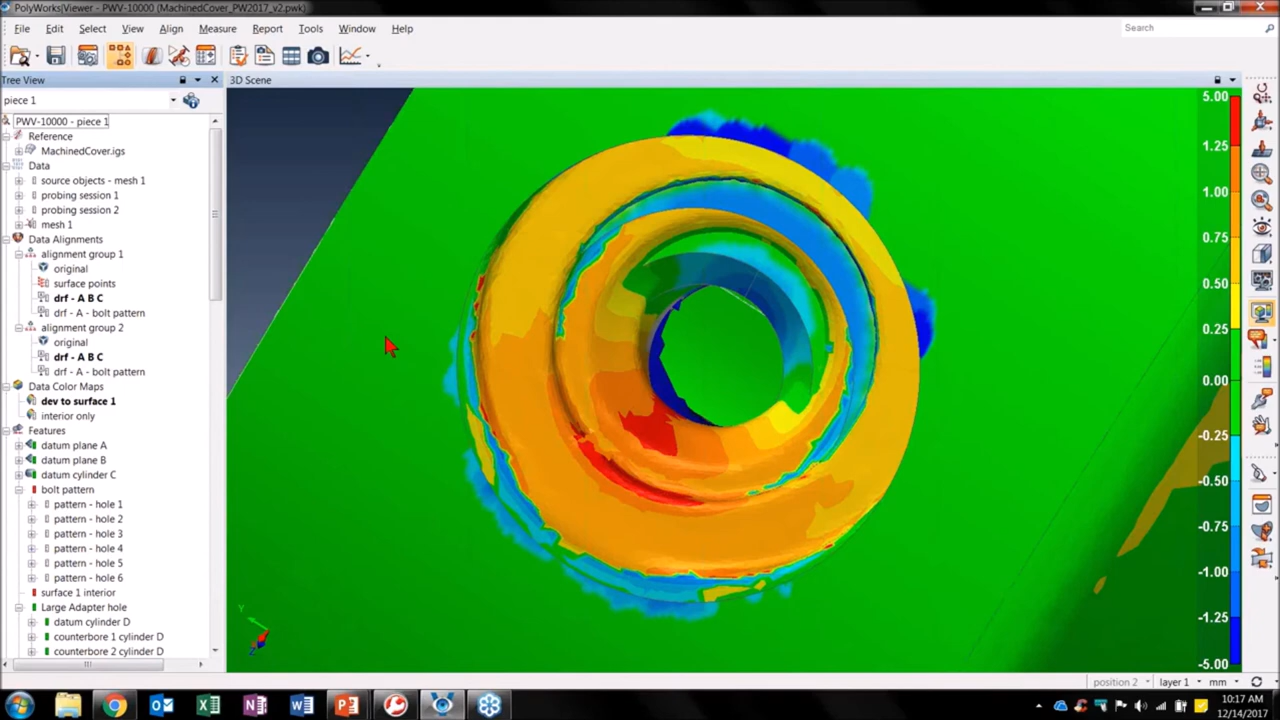 PolyWorks|Viewer - PWV-10000 (MachinedCover_PW2017_v2.pwk)
File Edit Select View Align Measure Report Tools Window Help
Search
Tree View
3D Scene
piece 1
PWV-10000 - piece 1
Reference
MachinedCover.igs
Data
source objects - mesh 1
probing session 1
probing session 2
mesh 1
Data Alignments
alignment group 1
original
surface points
drf - A B C
drf - A - bolt pattern
alignment group 2
original
drf - A B C
drf - A - bolt pattern
Data Color Maps
dev to surface 1
interior only
Features
datum plane A
datum plane B
datum cylinder C
bolt pattern
pattern - hole 1
pattern - hole 2
pattern - hole 3
pattern - hole 4
pattern - hole 5
pattern - hole 6
surface 1 interior
Large Adapter hole
datum cylinder D
counterbore 1 cylinder D
counterbore 2 cylinder D
5.00
1.25
1.00
0.75
0.50
0.25
0.00
-0.25
-0.50
-0.75
-1.00
-1.25
-5.00
Y
Z
position 2 layer 1 mm
10:17 AM
12/14/2017